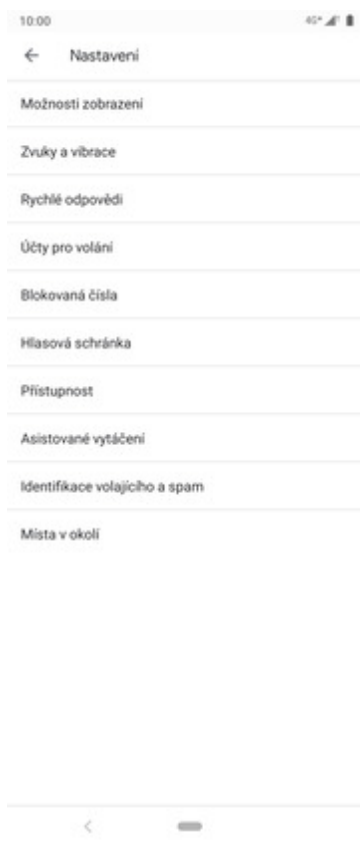 10:00
4G+
Nastavení
Možnosti zobrazení
Zvuky a vibrace
Rychlé odpovědi
Účty pro volání
Blokovaná čísla
Hlasová schránka
Přístupnost
Asistované vytáčení
Identifikace volajícího a spam
Místa v okolí